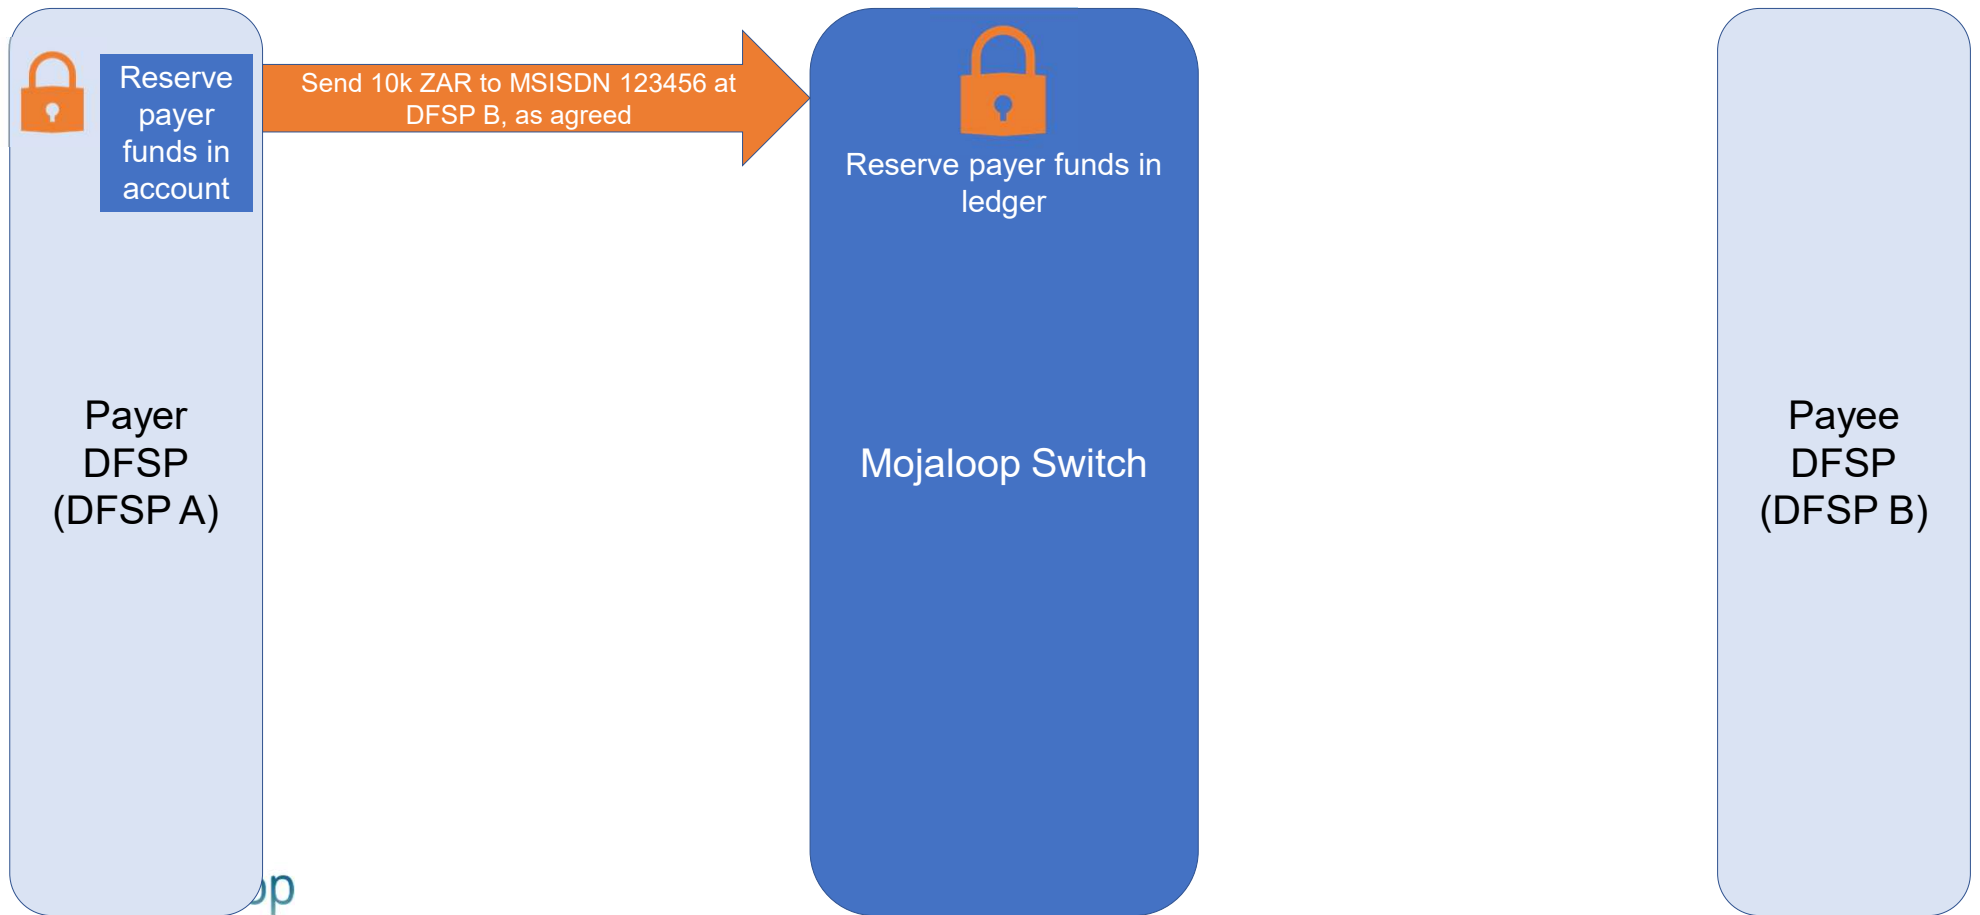 Reserve
payer
funds in
account
Send 10k ZAR to MSISDN 123456 at
DFSP B, as agreed
Reserve payer funds in
ledger
Payer
DFSP
(DFSP A)
Mojaloop Switch
Payee
DFSP
(DFSP B)